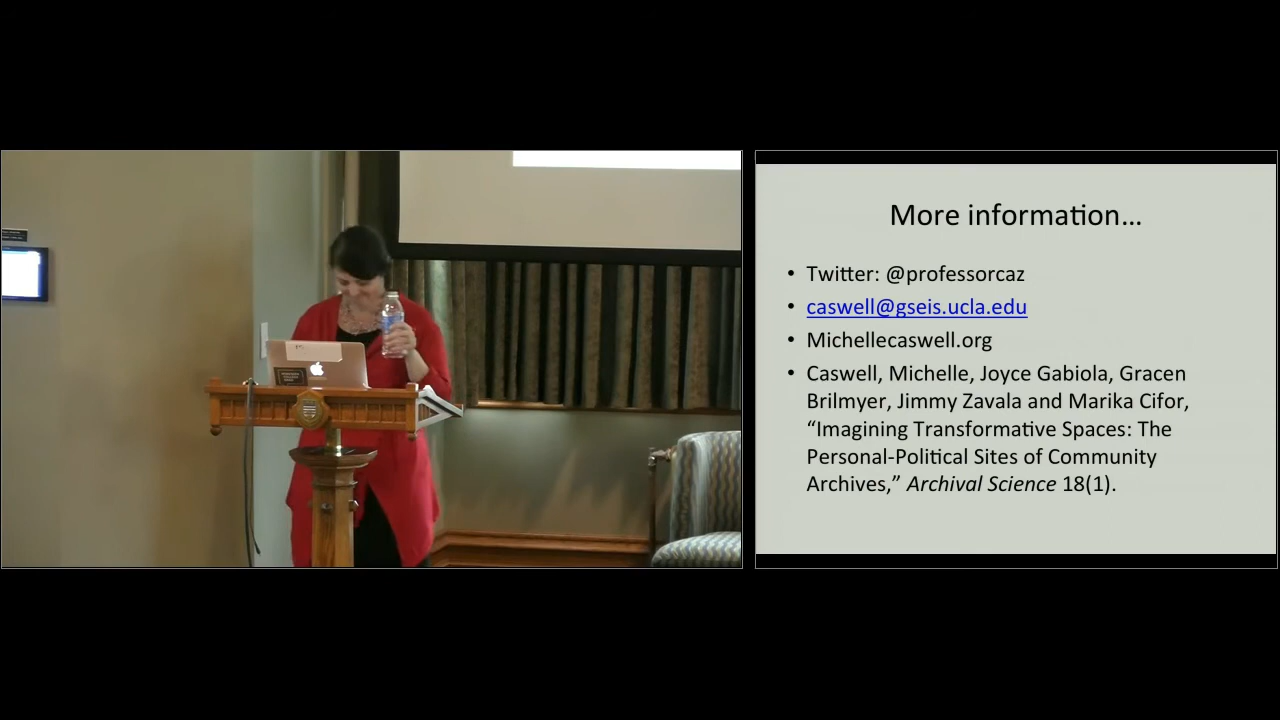 More information…
• Twitter: @professorcaz
• caswell@gseis.ucla.edu
• Michellecaswell.org
• Caswell, Michelle, Joyce Gabiola, Gracen
Brilmyer, Jimmy Zavala and Marika Cifor,
“Imagining Transformative Spaces: The
Personal-Political Sites of Community
Archives,” Archival Science 18(1).